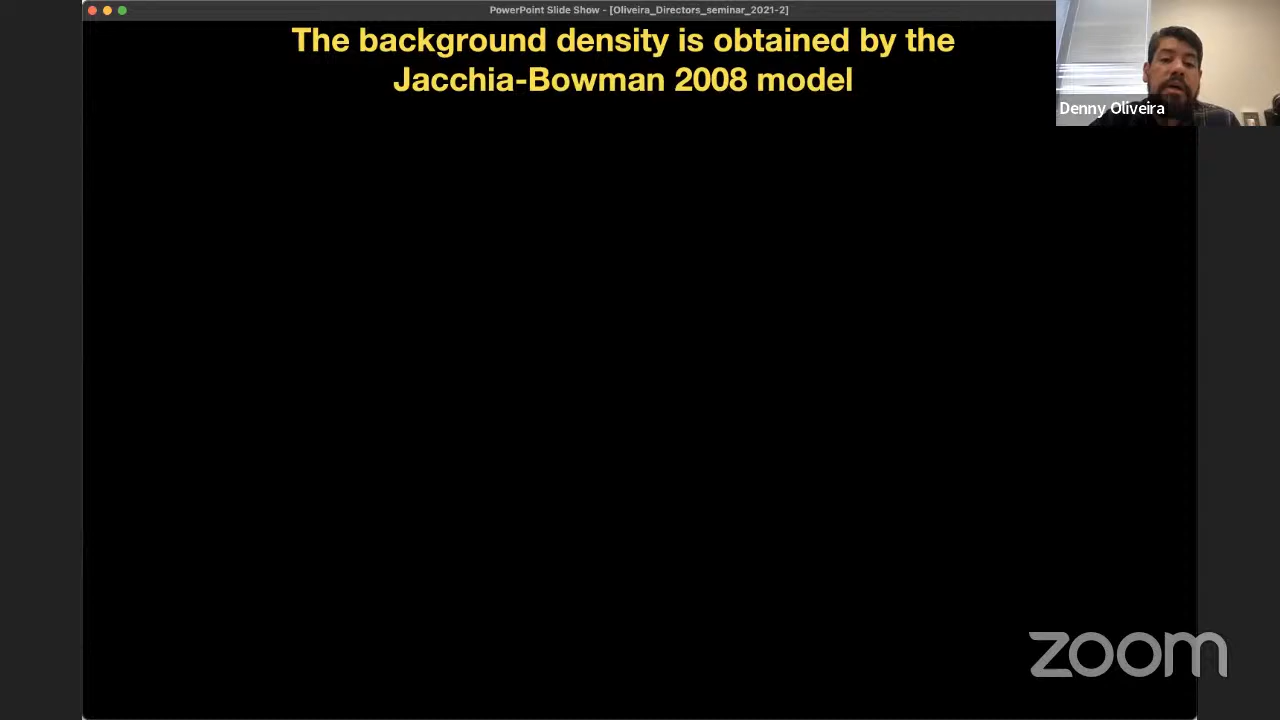 PowerPoint Slide Show - [Oliveira_Directors_seminar_2021-2]
The background density is obtained by the
Jacchia-Bowman 2008 model
Denny Oliveira
zoom